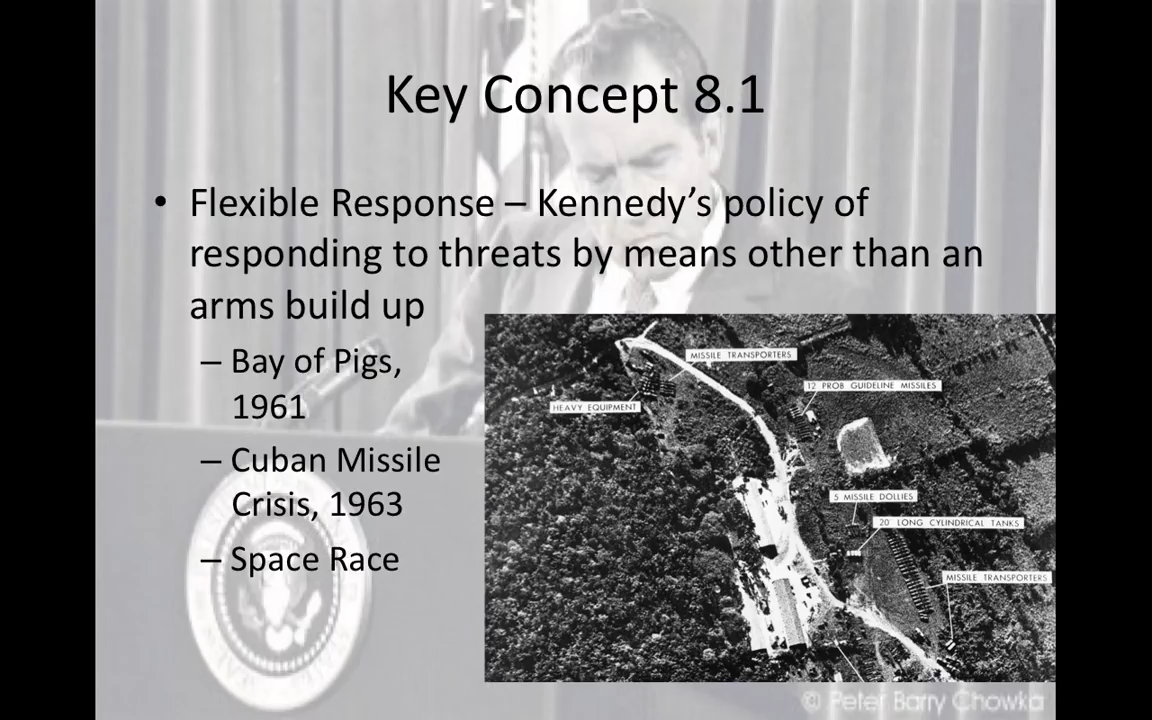 Key Concept 8.1
• Flexible Response – Kennedy’s policy of
responding to threats by means other than an
arms build up
– Bay of Pigs,
1961
– Cuban Missile
Crisis, 1963
– Space Race
MISSILE TRANSPORTERS
12 PROB GUIDELINE MISSILES
HEAVY EQUIPMENT
5 MISSILE DOLLIES
20 LONG CYLINDRICAL TANKS
MISSILE TRANSPORTERS
© Peter Barry Chowka